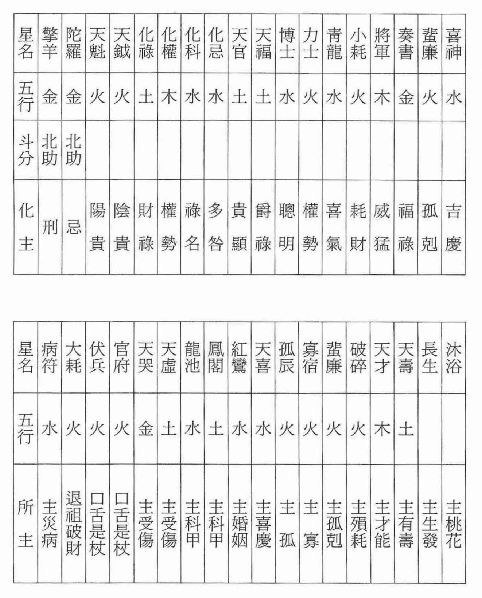 星名 擎羊 陀羅 天魁 天鉞 化祿 化權 化科 化忌 天官 天福 博士 力士 青龍 小耗 將軍 奏書 蜚廉 喜神
五行 金 金 火 火 土 木 水 水 土 土 水 火 水 火 木 金 火 水
斗分 北助 北助
化主 刑 忌 陽貴 陰貴 財祿 權勢 祿名 多咎 貴顯 爵祿 聰明 權勢 喜氣 耗財 威猛 福祿 孤剋 吉慶
星名 病符 大耗 伏兵 官府 天哭 天虛 龍池 鳳閣 紅鸞 天喜 孤辰 寡宿 蜚廉 破碎 天才 天壽 長生 沐浴
五行 水 火 火 火 金 土 水 土 水 水 火 火 火 火 木 土
所主 主災病 退祖破財 口舌是杖 口舌是杖 主受傷 主受傷 主科甲 主科甲 主婚姻 主喜慶 主孤 主寡 主孤剋 主殞耗 主才能 主有壽 主生發 主桃花